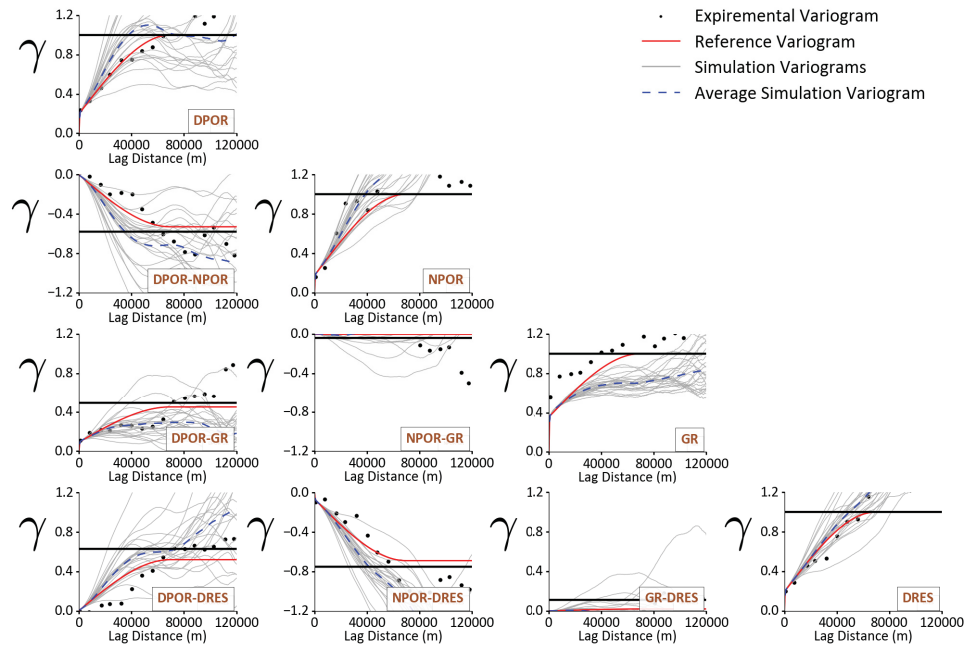 Expiremental Variogram
Reference Variogram
Simulation Variograms
Average Simulation Variogram
γ
1.2
0.8
0.4
0.0
DPOR
0 40000 80000 120000
Lag Distance (m)
γ
0.0
−0.4
−0.8
−1.2
DPOR-NPOR
0 40000 80000 120000
Lag Distance (m)
γ
1.2
0.8
0.4
0.0
NPOR
0 40000 80000 120000
Lag Distance (m)
γ
1.2
0.8
0.4
0.0
DPOR-GR
0 40000 80000 120000
Lag Distance (m)
γ
0.0
−0.4
−0.8
−1.2
NPOR-GR
0 40000 80000 120000
Lag Distance (m)
γ
1.2
0.8
0.4
0.0
GR
0 40000 80000 120000
Lag Distance (m)
γ
1.2
0.8
0.4
0.0
DPOR-DRES
0 40000 80000 120000
Lag Distance (m)
γ
0.0
−0.4
−0.8
−1.2
NPOR-DRES
0 40000 80000 120000
Lag Distance (m)
γ
1.2
0.8
0.4
0.0
GR-DRES
0 40000 80000 120000
Lag Distance (m)
γ
1.2
0.8
0.4
0.0
DRES
0 40000 80000 120000
Lag Distance (m)